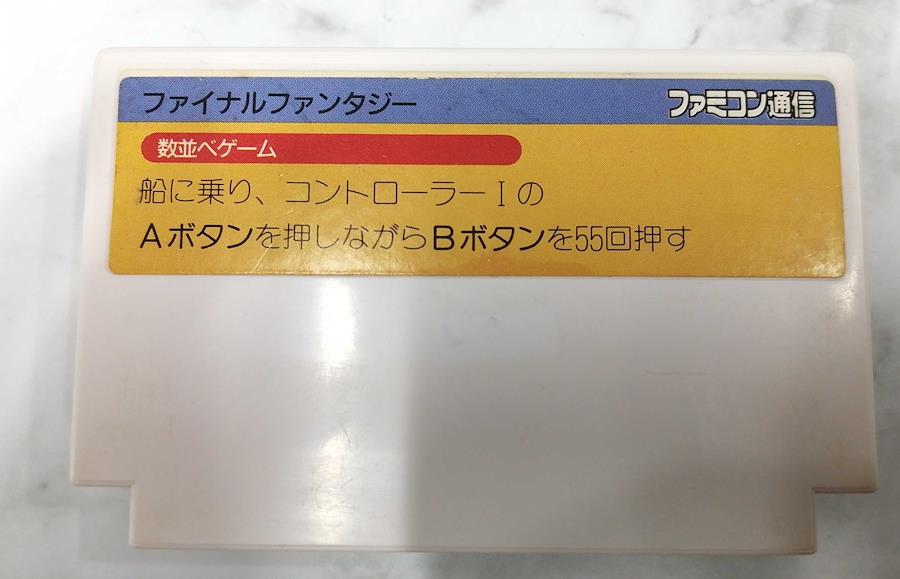 ファイナルファンタジー ファミコン通信
数並べゲーム
船に乗り、コントローラーIの
Aボタンを押しながらBボタンを55回押す